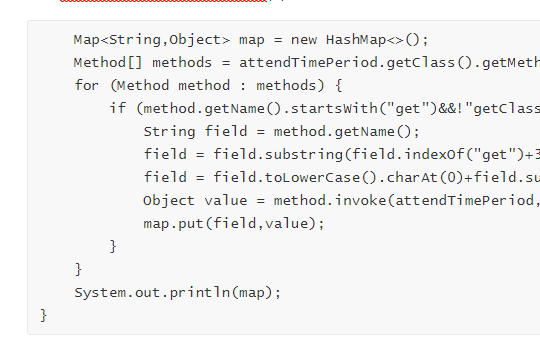 Map<String,Object> map = new HashMap<>();
Method[] methods = attendTimePeriod.getClass().getMeth
for (Method method : methods) {
if (method.getName().startsWith("get")&&!"getClass
String field = method.getName();
field = field.substring(field.indexOf("get")+3
field = field.toLowerCase().charAt(0)+field.su
Object value = method.invoke(attendTimePeriod,
map.put(field,value);
}
}
System.out.println(map);
}